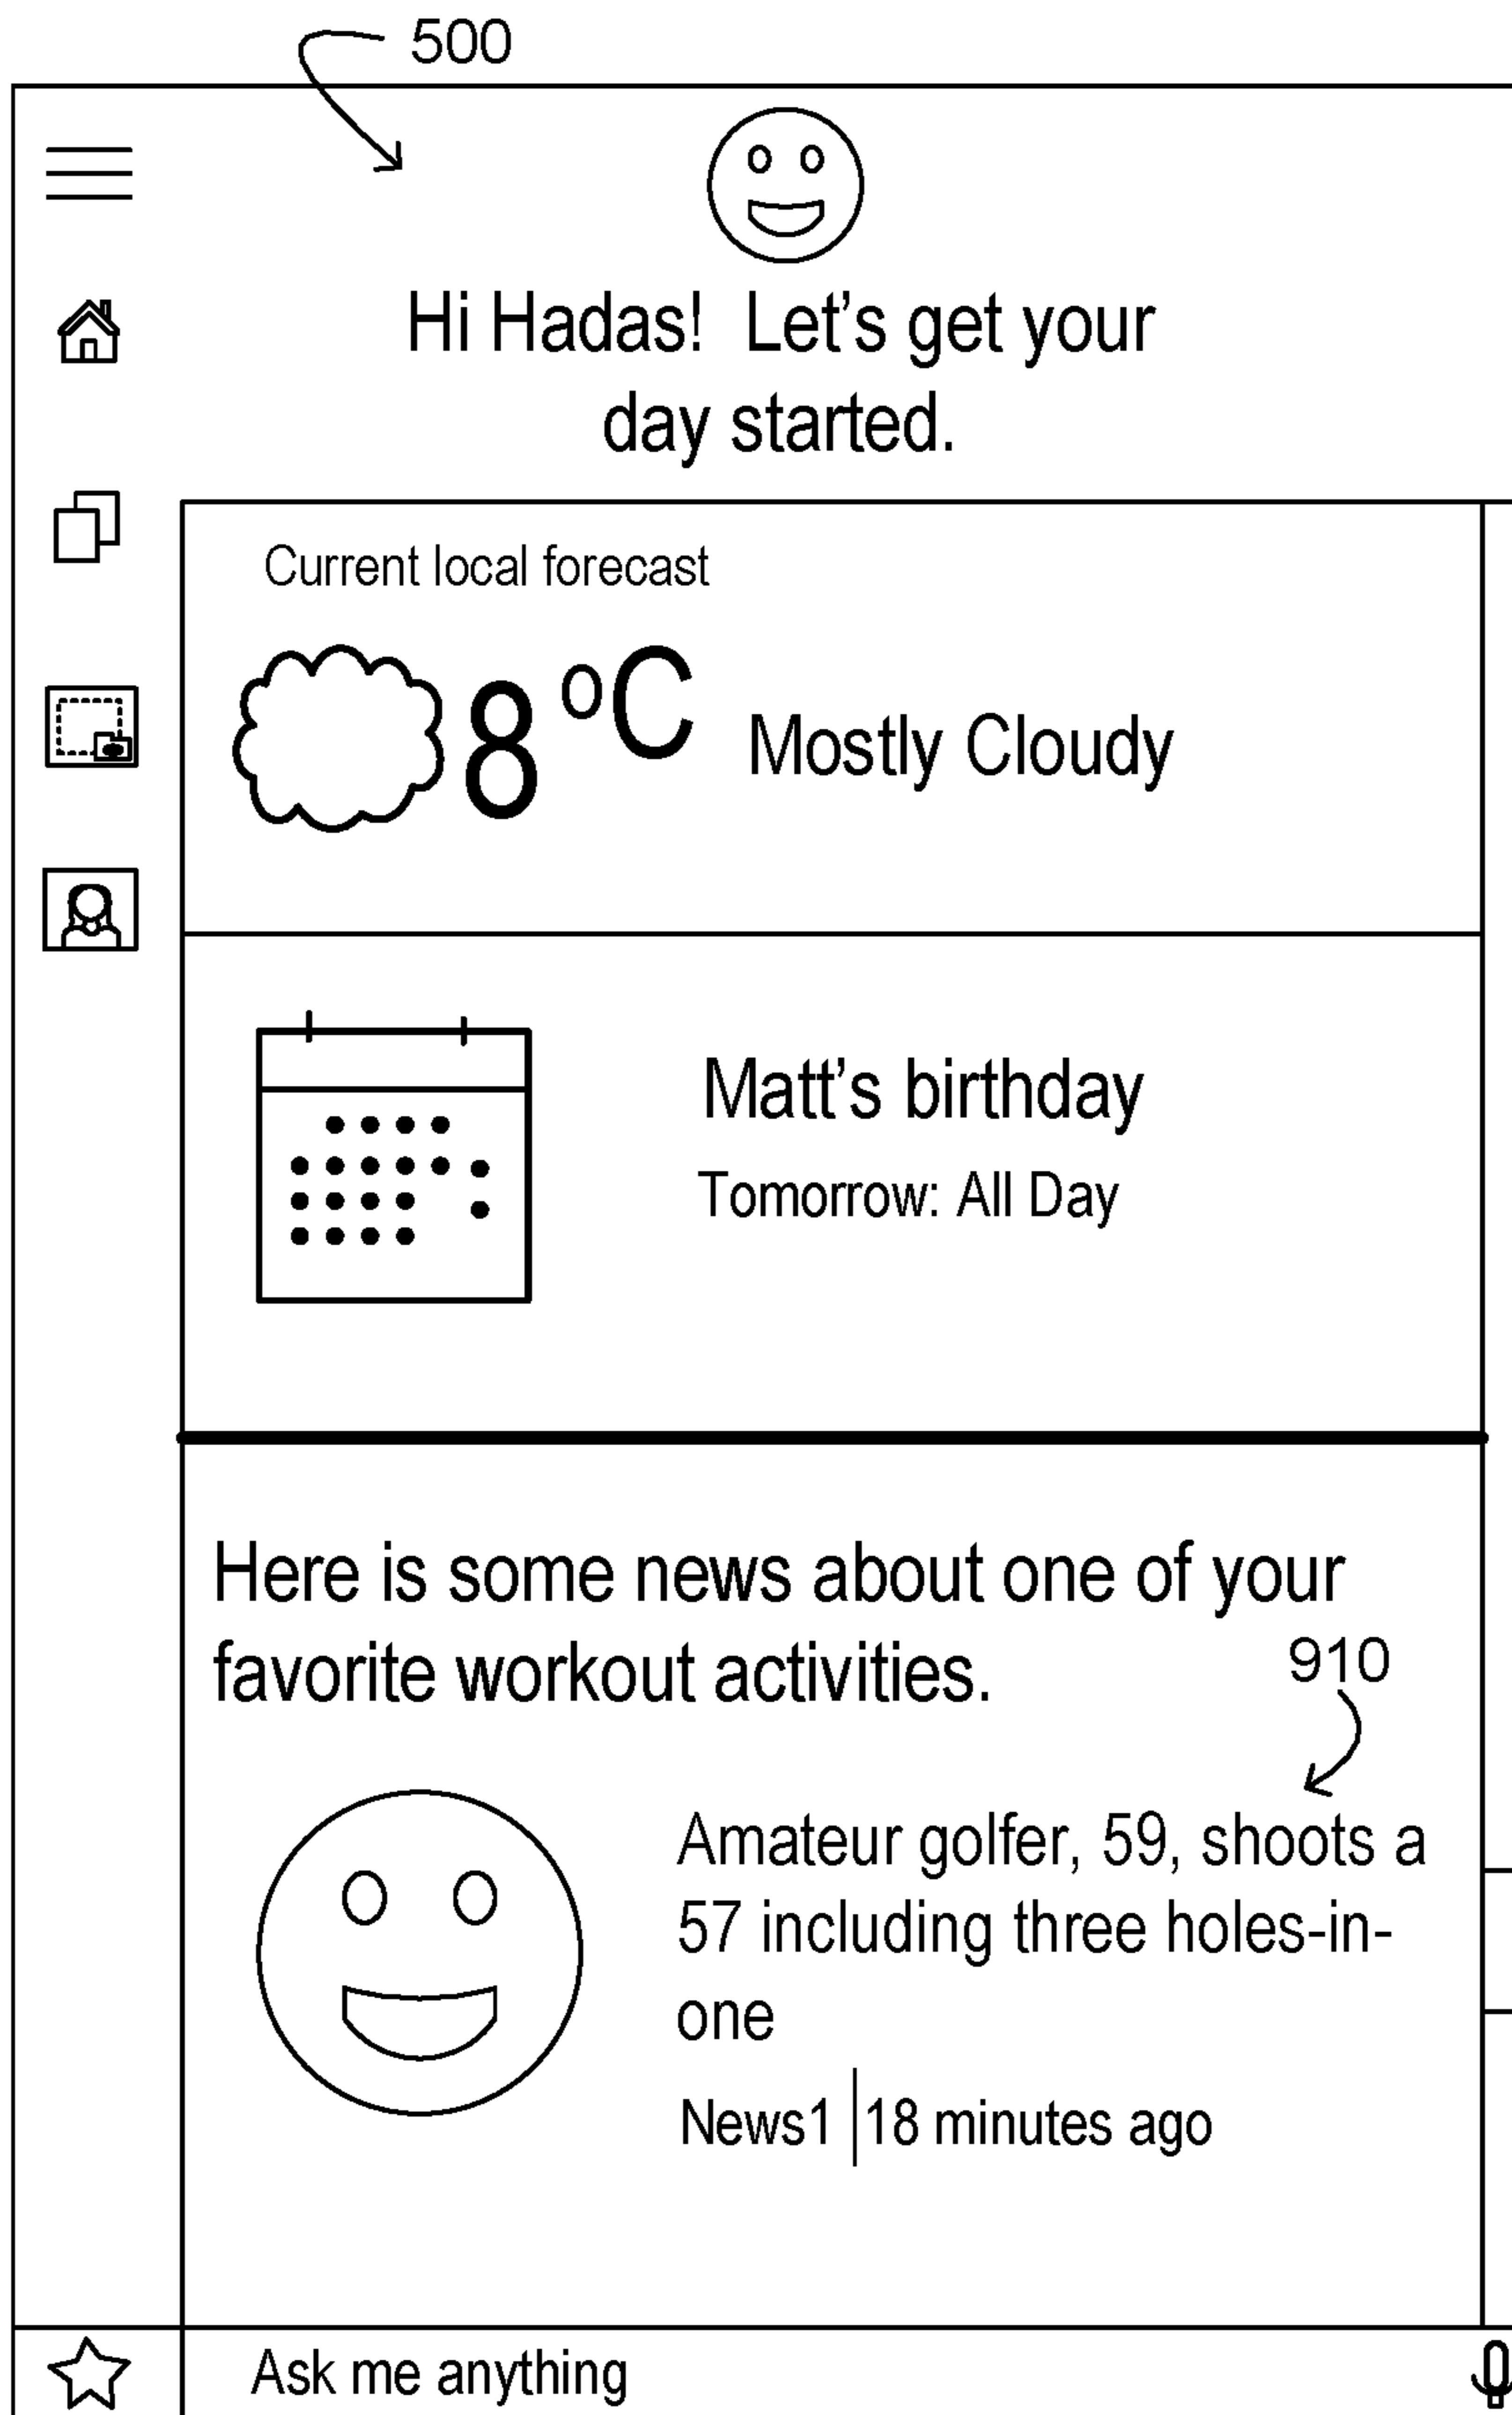 500
Hi Hadas!  Let's get your
day started.
Current local forecast
8 °C Mostly Cloudy
Matt's birthday
Tomorrow: All Day
Here is some news about one of your
favorite workout activities.
910
Amateur golfer, 59, shoots a
57 including three holes-in-
one
News1 | 18 minutes ago
Ask me anything